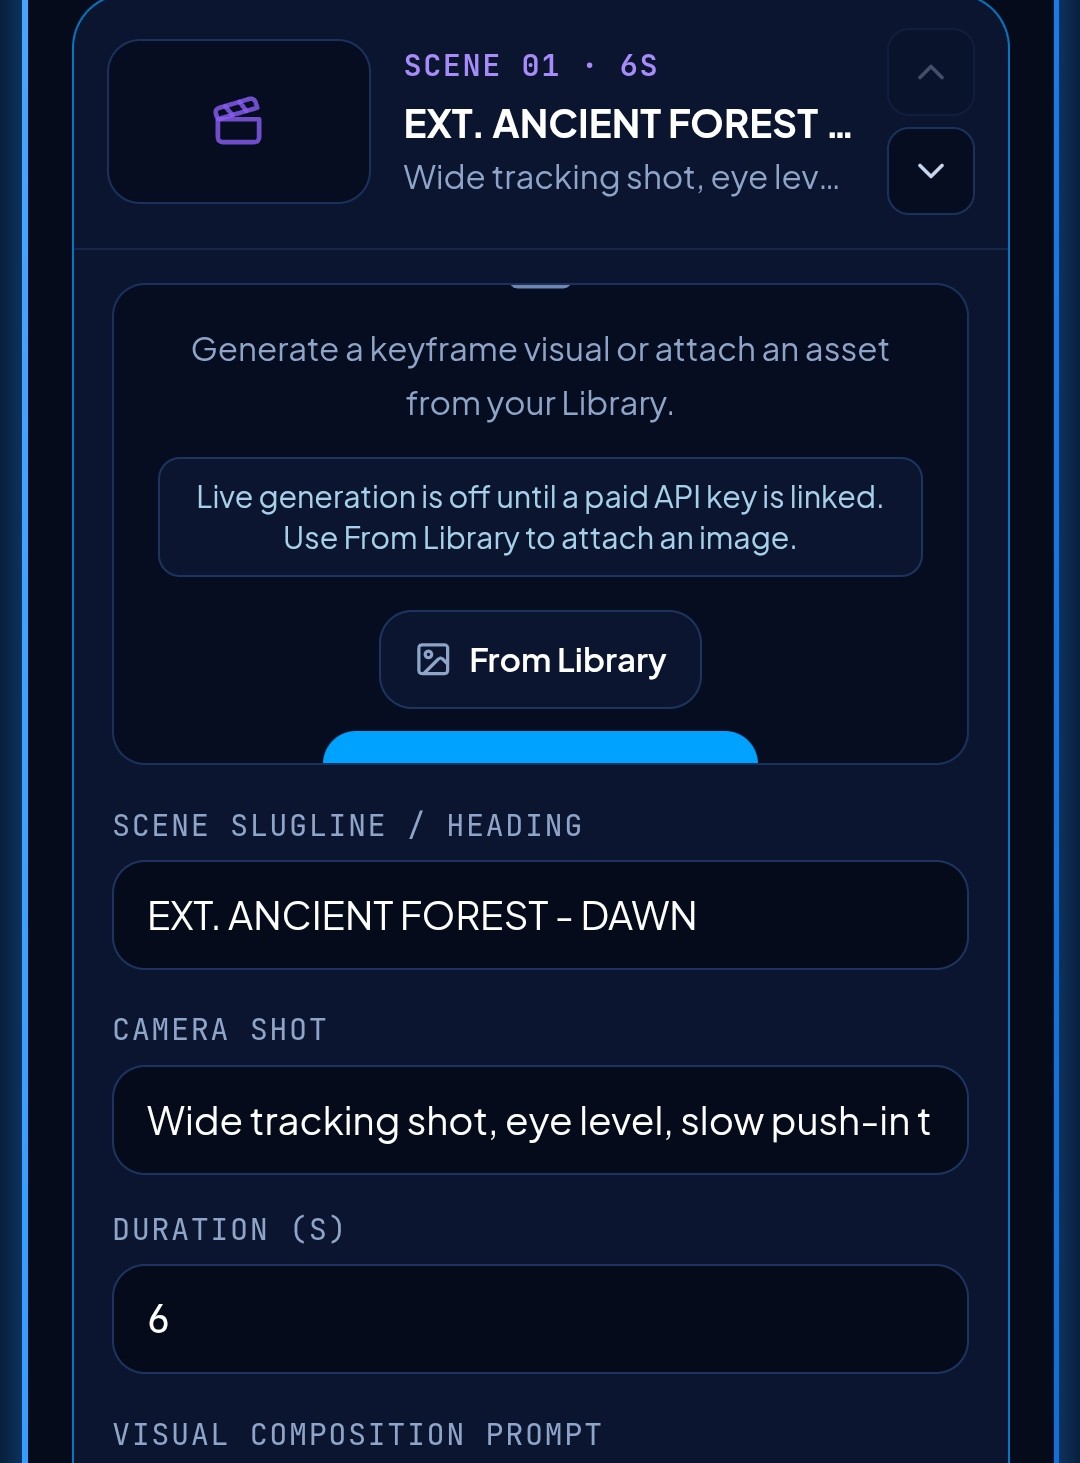 SCENE 01 · 6S
EXT. ANCIENT FOREST ...
Wide tracking shot, eye lev...
Generate a keyframe visual or attach an asset
from your Library.
Live generation is off until a paid API key is linked.
Use From Library to attach an image.
From Library
SCENE SLUGLINE / HEADING
EXT. ANCIENT FOREST - DAWN
CAMERA SHOT
Wide tracking shot, eye level, slow push-in t
DURATION (S)
6
VISUAL COMPOSITION PROMPT